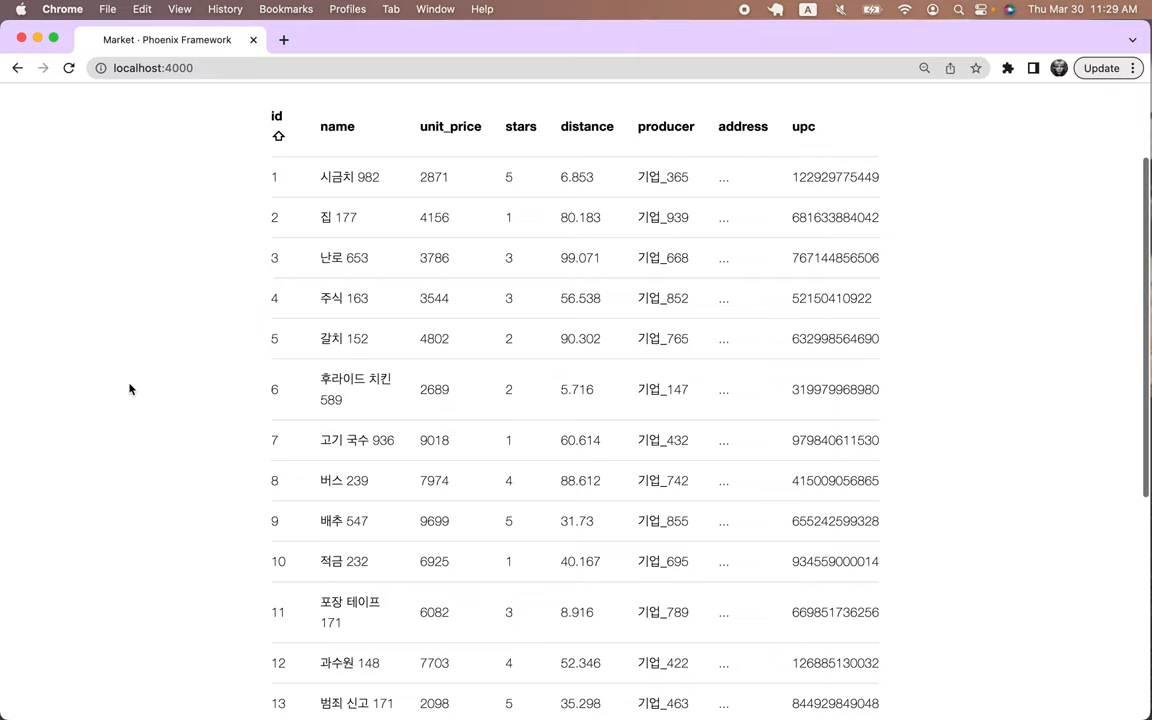 Chrome File Edit View History Bookmarks Profiles Tab Window Help A Thu Mar 30 11:29 AM
Market · Phoenix Framework
localhost:4000 Update
id name unit_price stars distance producer address upc
1 시금치 982 2871 5 6.853 기업_365 ... 122929775449
2 집 177 4156 1 80.183 기업_939 ... 681633884042
3 난로 653 3786 3 99.071 기업_668 ... 767144856506
4 주식 163 3544 3 56.538 기업_852 ... 52150410922
5 갈치 152 4802 2 90.302 기업_765 ... 632998564690
6 후라이드 치킨 2689 2 5.716 기업_147 ... 319979968980
589
7 고기 국수 936 9018 1 60.614 기업_432 ... 979840611530
8 버스 239 7974 4 88.612 기업_742 ... 415009056865
9 배추 547 9699 5 31.73 기업_855 ... 655242599328
10 적금 232 6925 1 40.167 기업_695 ... 934559000014
11 포장 테이프 6082 3 8.916 기업_789 ... 669851736256
171
12 과수원 148 7703 4 52.346 기업_422 ... 126885130032
13 범죄 신고 171 2098 5 35.298 기업_463 ... 844929849048